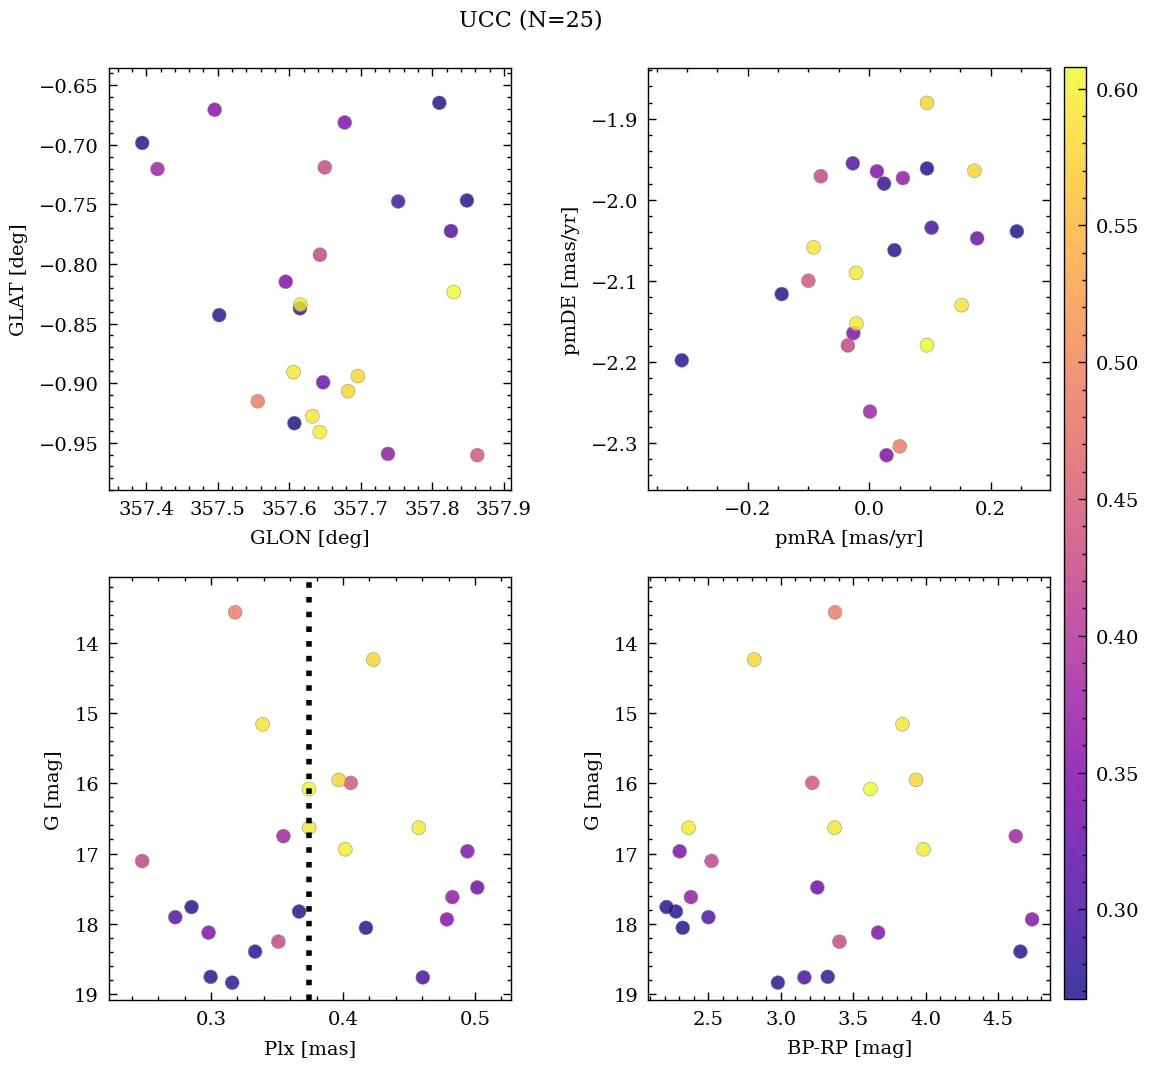 UCC (N=25)
−0.65
−0.70
−0.75
−0.80
−0.85
−0.90
−0.95
GLAT [deg]
357.4 357.5 357.6 357.7 357.8 357.9
GLON [deg]
−1.9
−2.0
−2.1
−2.2
−2.3
pmDE [mas/yr]
−0.2 0.0 0.2
pmRA [mas/yr]
14
15
16
17
18
19
G [mag]
0.3 0.4 0.5
Plx [mas]
14
15
16
17
18
19
G [mag]
2.5 3.0 3.5 4.0 4.5
BP-RP [mag]
0.60
0.55
0.50
0.45
0.40
0.35
0.30